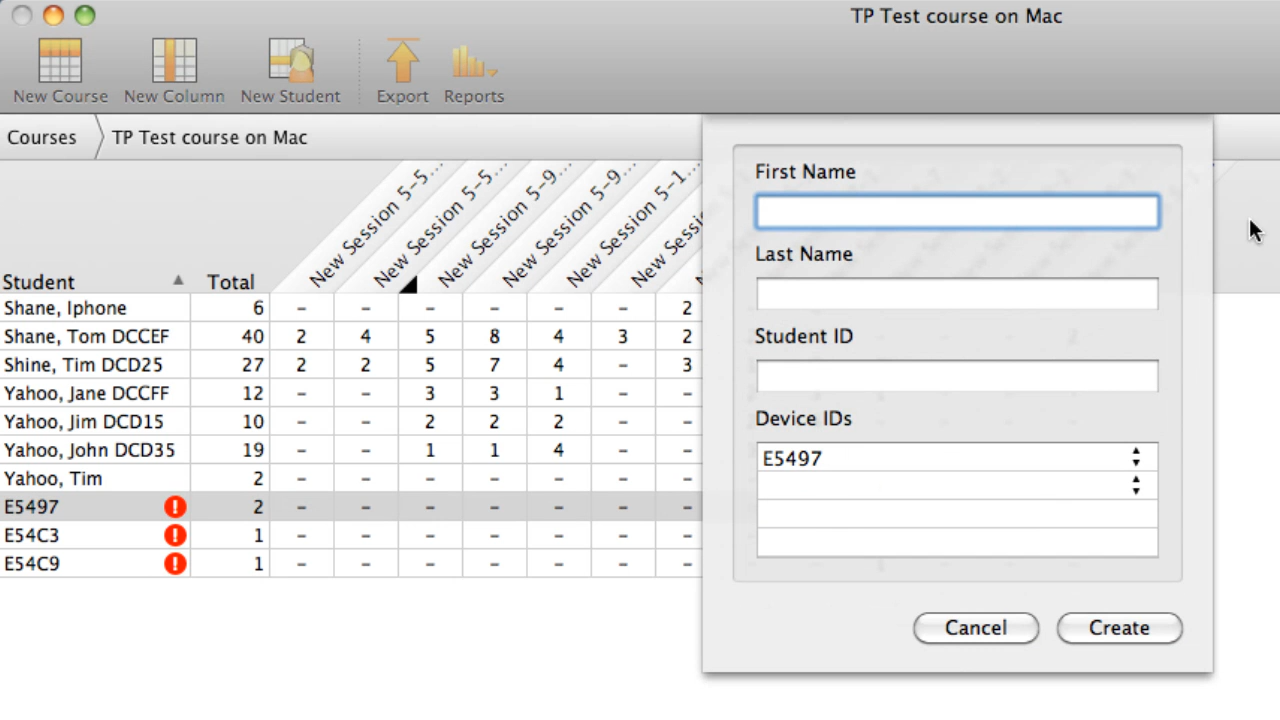 TP Test course on Mac
New Course New Column New Student Export Reports
Courses TP Test course on Mac
New Session 5-5...
New Session 5-5...
New Session 5-9...
New Session 5-9...
New Session 5-1...
New Sessi
Student Total
Shane, Iphone 6 - - - - - - 2
Shane, Tom DCCEF 40 2 4 5 8 4 3 2
Shine, Tim DCD25 27 2 2 5 7 4 - 3
Yahoo, Jane DCCFF 12 - - 3 3 1 - -
Yahoo, Jim DCD15 10 - - 2 2 2 - -
Yahoo, John DCD35 19 - - 1 1 4 - -
Yahoo, Tim 2 - - - - - - -
E5497 ! 2 - - - - - - -
E54C3 ! 1 - - - - - - -
E54C9 ! 1 - - - - - - -
First Name
Last Name
Student ID
Device IDs
E5497
Cancel Create